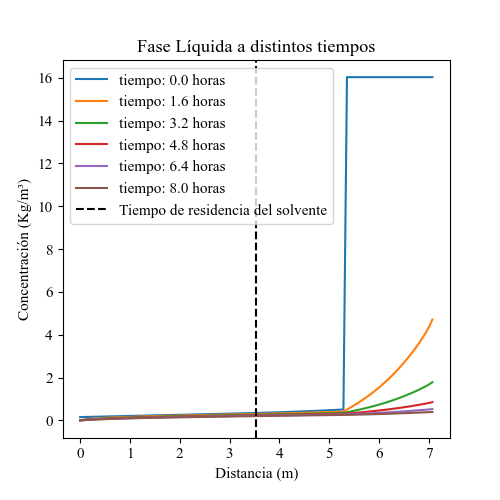 Fase Líquida a distintos tiempos
tiempo: 0.0 horas
tiempo: 1.6 horas
tiempo: 3.2 horas
tiempo: 4.8 horas
tiempo: 6.4 horas
tiempo: 8.0 horas
Tiempo de residencia del solvente
Concentración (Kg/m³)
16
14
12
10
8
6
4
2
0
0 1 2 3 4 5 6 7
Distancia (m)